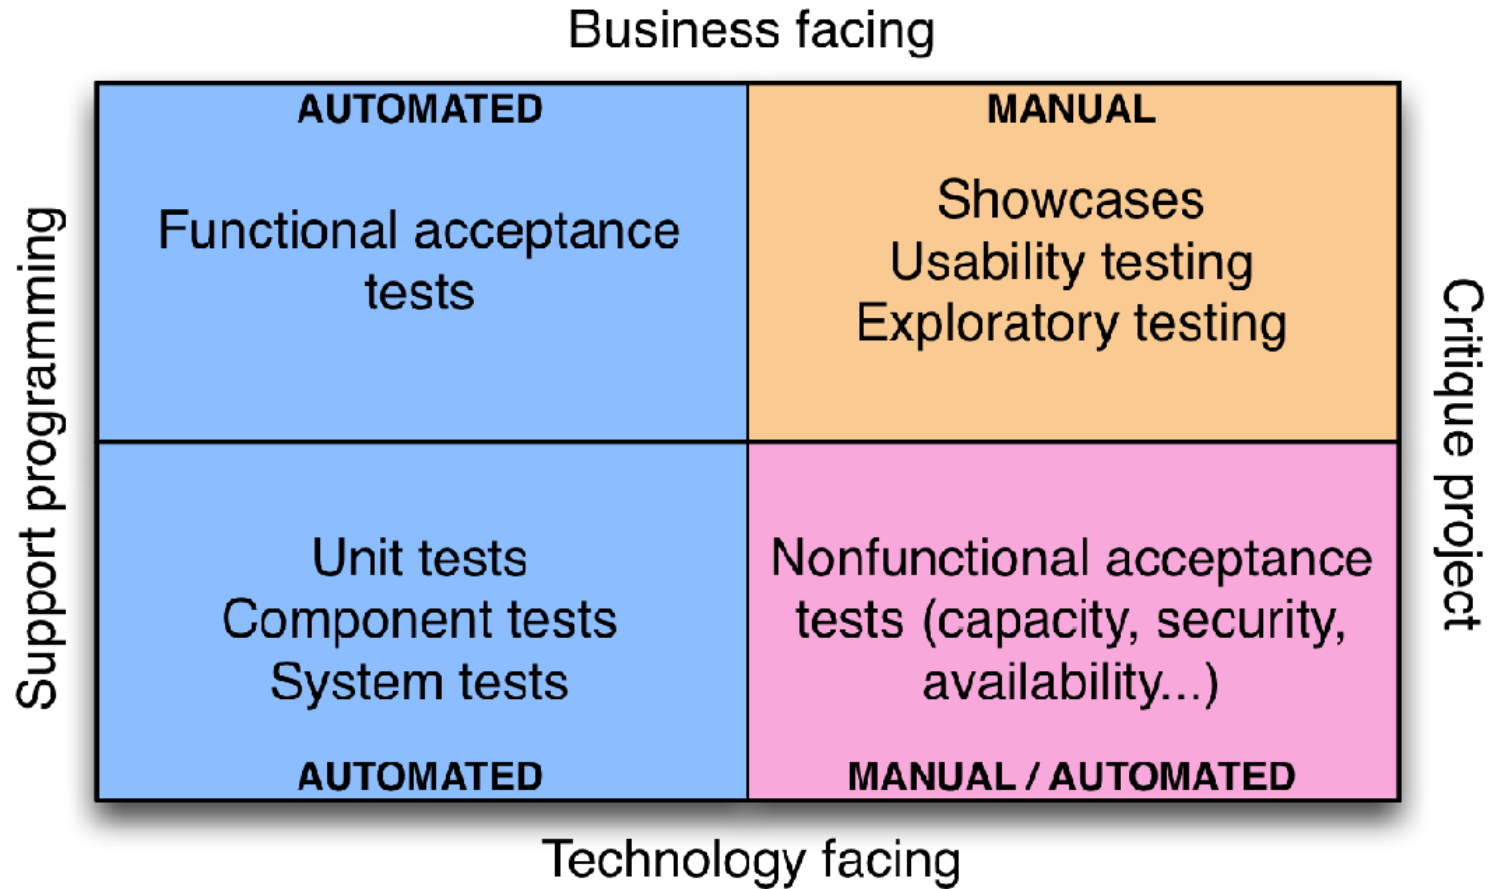 Business facing
AUTOMATED
Functional acceptance
tests
MANUAL
Showcases
Usability testing
Exploratory testing
Support programming
Critique project
Unit tests
Component tests
System tests
AUTOMATED
Nonfunctional acceptance
tests (capacity, security,
availability...)
MANUAL / AUTOMATED
Technology facing